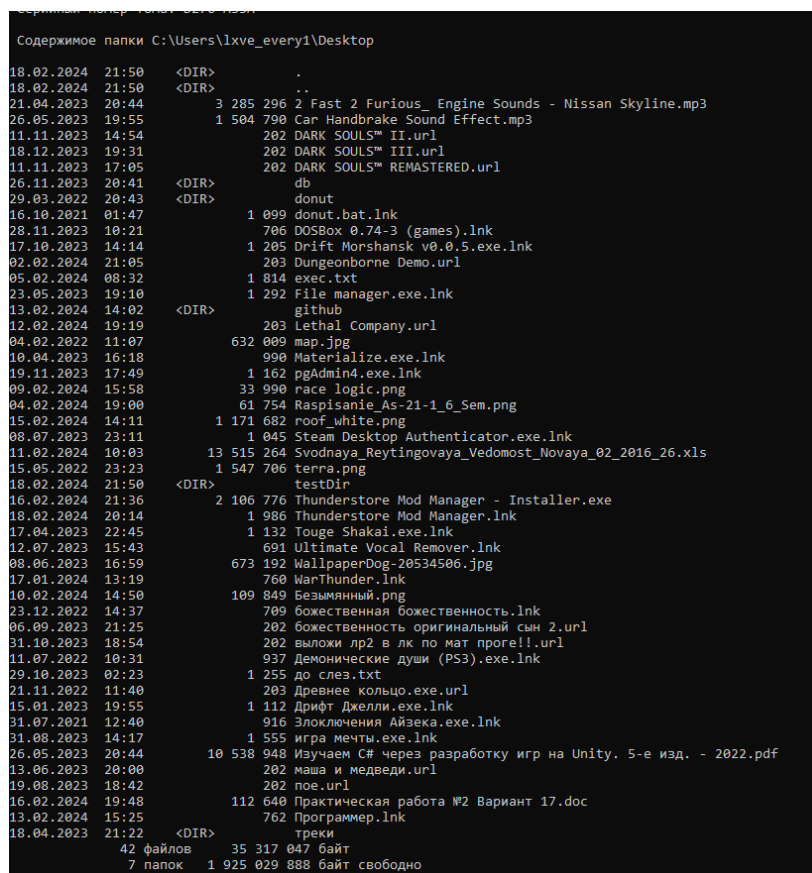 Содержимое папки C:\Users\lxve_every1\Desktop
18.02.2024 21:50 <DIR> .
18.02.2024 21:50 <DIR> ..
21.04.2023 20:44 3 285 296 2 Fast 2 Furious_ Engine Sounds - Nissan Skyline.mp3
26.05.2023 19:55 1 504 790 Car Handbrake Sound Effect.mp3
11.11.2023 14:54 202 DARK SOULS™ II.url
18.12.2023 19:31 202 DARK SOULS™ III.url
11.11.2023 17:05 202 DARK SOULS™ REMASTERED.url
26.11.2023 20:41 <DIR> db
29.03.2022 20:43 <DIR> donut
16.10.2021 01:47 1 099 donut.bat.lnk
28.11.2023 10:21 706 DOSBox 0.74-3 (games).lnk
17.10.2023 14:14 1 205 Drift Morshansk v0.0.5.exe.lnk
02.02.2024 21:05 203 Dungeonborne Demo.url
05.02.2024 08:32 1 814 exec.txt
23.05.2023 19:10 1 292 File manager.exe.lnk
13.02.2024 14:02 <DIR> github
12.02.2024 19:19 203 Lethal Company.url
04.02.2022 11:07 632 009 map.jpg
10.04.2023 16:18 990 Materialize.exe.lnk
19.11.2023 17:49 1 162 pgAdmin4.exe.lnk
09.02.2024 15:58 33 990 race logic.png
04.02.2024 19:00 61 754 Raspisanie_As-21-1_6_Sem.png
15.02.2024 14:11 1 171 682 roof_white.png
08.07.2023 23:11 1 045 Steam Desktop Authenticator.exe.lnk
11.02.2024 10:03 13 515 264 Svodnaya_Reytingovaya_Vedomost_Novaya_02_2016_26.xls
15.05.2022 23:23 1 547 706 terra.png
18.02.2024 21:50 <DIR> testDir
16.02.2024 21:36 2 106 776 Thunderstore Mod Manager - Installer.exe
18.02.2024 20:14 1 986 Thunderstore Mod Manager.lnk
17.04.2023 22:45 1 132 Touge Shakai.exe.lnk
12.07.2023 15:43 691 Ultimate Vocal Remover.lnk
08.06.2023 16:59 673 192 WallpaperDog-20534506.jpg
17.01.2024 13:19 760 WarThunder.lnk
10.02.2024 14:50 109 849 Безымянный.png
23.12.2022 14:37 709 божественная божественность.lnk
06.09.2023 21:25 202 божественность оригинальный сын 2.url
31.10.2023 18:54 202 выложи лр2 в лк по мат проге!!.url
11.07.2022 10:31 937 Демонические души (PS3).exe.lnk
29.10.2023 02:23 1 255 до слез.txt
21.11.2022 11:40 203 Древнее кольцо.exe.url
15.01.2023 19:55 1 112 Дрифт Джелли.exe.lnk
31.07.2021 12:40 916 Злоключения Айзека.exe.lnk
31.08.2023 14:17 1 555 игра мечты.exe.lnk
26.05.2023 20:44 10 538 948 Изучаем C# через разработку игр на Unity. 5-е изд. - 2022.pdf
13.06.2023 20:00 202 маша и медведи.url
19.08.2023 18:42 202 пое.url
16.02.2024 19:48 112 640 Практическая работа №2 Вариант 17.doc
13.02.2024 15:25 762 Программер.lnk
18.04.2023 21:22 <DIR> треки
42 файлов 35 317 047 байт
7 папок 1 925 029 888 байт свободно